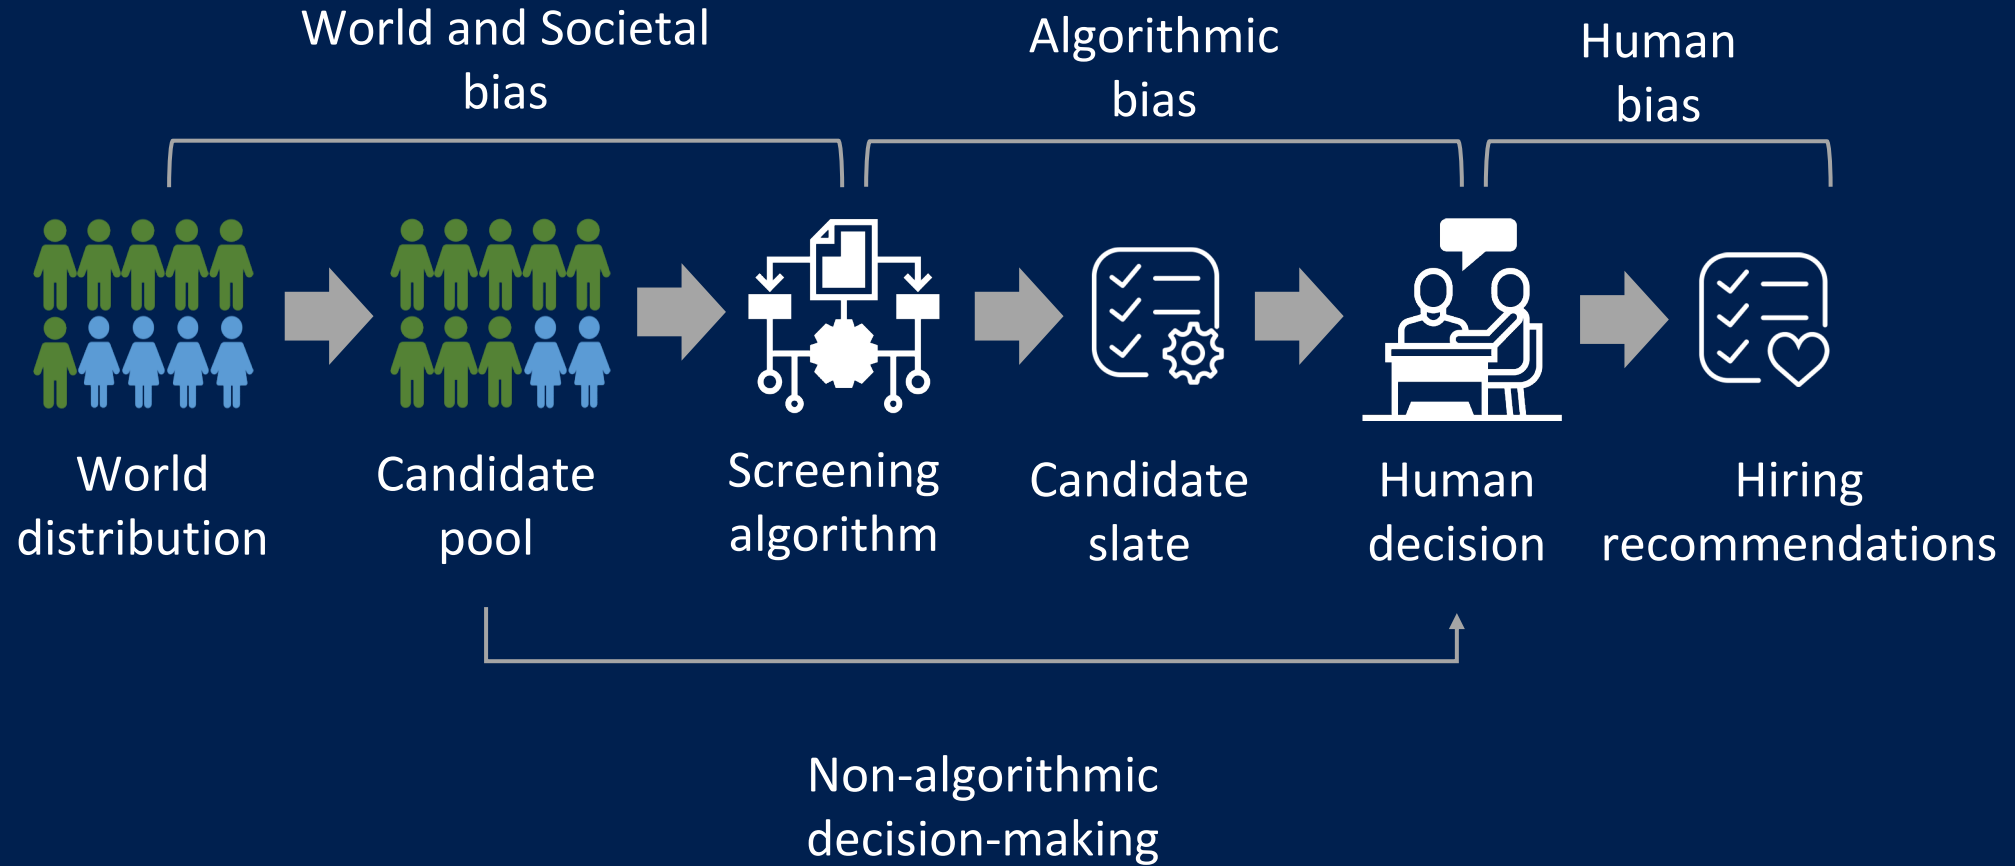 World and Societal
bias
Algorithmic
bias
Human
bias
World
distribution
Candidate
pool
Screening
algorithm
Candidate
slate
Human
decision
Hiring
recommendations
Non-algorithmic
decision-making